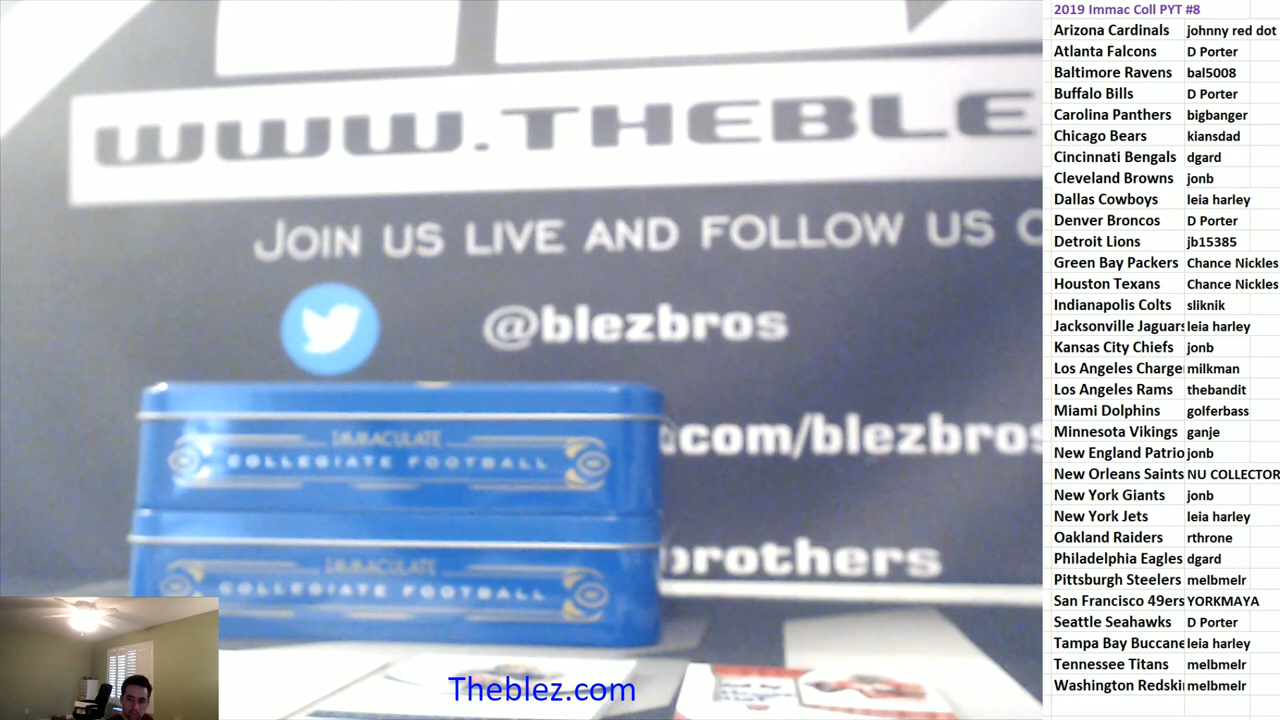 WWW.THEBLE
JOIN US LIVE AND FOLLOW US O
@blezbros
.com/blezbros
brothers
IMMACULATE
COLLEGIATE FOOTBALL
IMMACULATE
COLLEGIATE FOOTBALL
Theblez.com
2019 Immac Coll PYT #8
Arizona Cardinals johnny red dot
Atlanta Falcons D Porter
Baltimore Ravens bal5008
Buffalo Bills D Porter
Carolina Panthers bigbanger
Chicago Bears kiansdad
Cincinnati Bengals dgard
Cleveland Browns jonb
Dallas Cowboys leia harley
Denver Broncos D Porter
Detroit Lions jb15385
Green Bay Packers Chance Nickles
Houston Texans Chance Nickles
Indianapolis Colts sliknik
Jacksonville Jaguars leia harley
Kansas City Chiefs jonb
Los Angeles Charge milkman
Los Angeles Rams thebandit
Miami Dolphins golferbass
Minnesota Vikings ganje
New England Patrio jonb
New Orleans Saints NU COLLECTOR
New York Giants jonb
New York Jets leia harley
Oakland Raiders rthrone
Philadelphia Eagles dgard
Pittsburgh Steelers melbmelr
San Francisco 49ers YORKMAYA
Seattle Seahawks D Porter
Tampa Bay Buccane leia harley
Tennessee Titans melbmelr
Washington Redski melbmelr